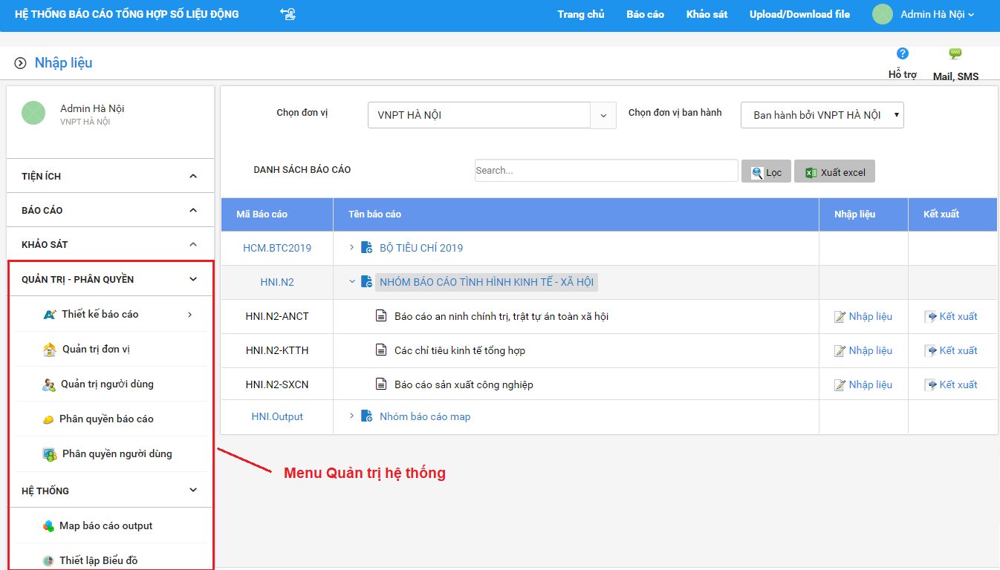 HỆ THỐNG BÁO CÁO TỔNG HỢP SỐ LIỆU ĐỘNG
Trang chủ Báo cáo Khảo sát Upload/Download file Admin Hà Nội
Nhập liệu
Hỗ trợ
SMS
Mail, SMS
Admin Hà Nội
VNPT HÀ NỘI
TIỆN ÍCH
BÁO CÁO
KHẢO SÁT
QUẢN TRỊ - PHÂN QUYỀN
Thiết kế báo cáo
Quản trị đơn vị
Quản trị người dùng
Phân quyền báo cáo
Phân quyền người dùng
HỆ THỐNG
Map báo cáo output
Thiết lập Biểu đồ
Chọn đơn vị VNPT HÀ NỘI Chọn đơn vị ban hành Ban hành bởi VNPT HÀ NỘI
DANH SÁCH BÁO CÁO Search... Lọc Xuất excel
Mã Báo cáo Tên báo cáo Nhập liệu Kết xuất
HCM.BTC2019 BỘ TIÊU CHÍ 2019
HNI.N2 NHÓM BÁO CÁO TÌNH HÌNH KINH TẾ - XÃ HỘI
HNI.N2-ANCT Báo cáo an ninh chính trị, trật tự án toàn xã hội Nhập liệu Kết xuất
HNI.N2-KTTH Các chỉ tiêu kinh tế tổng hợp Nhập liệu Kết xuất
HNI.N2-SXCN Báo cáo sản xuất công nghiệp Nhập liệu Kết xuất
HNI.Output Nhóm báo cáo map
Menu Quản trị hệ thống